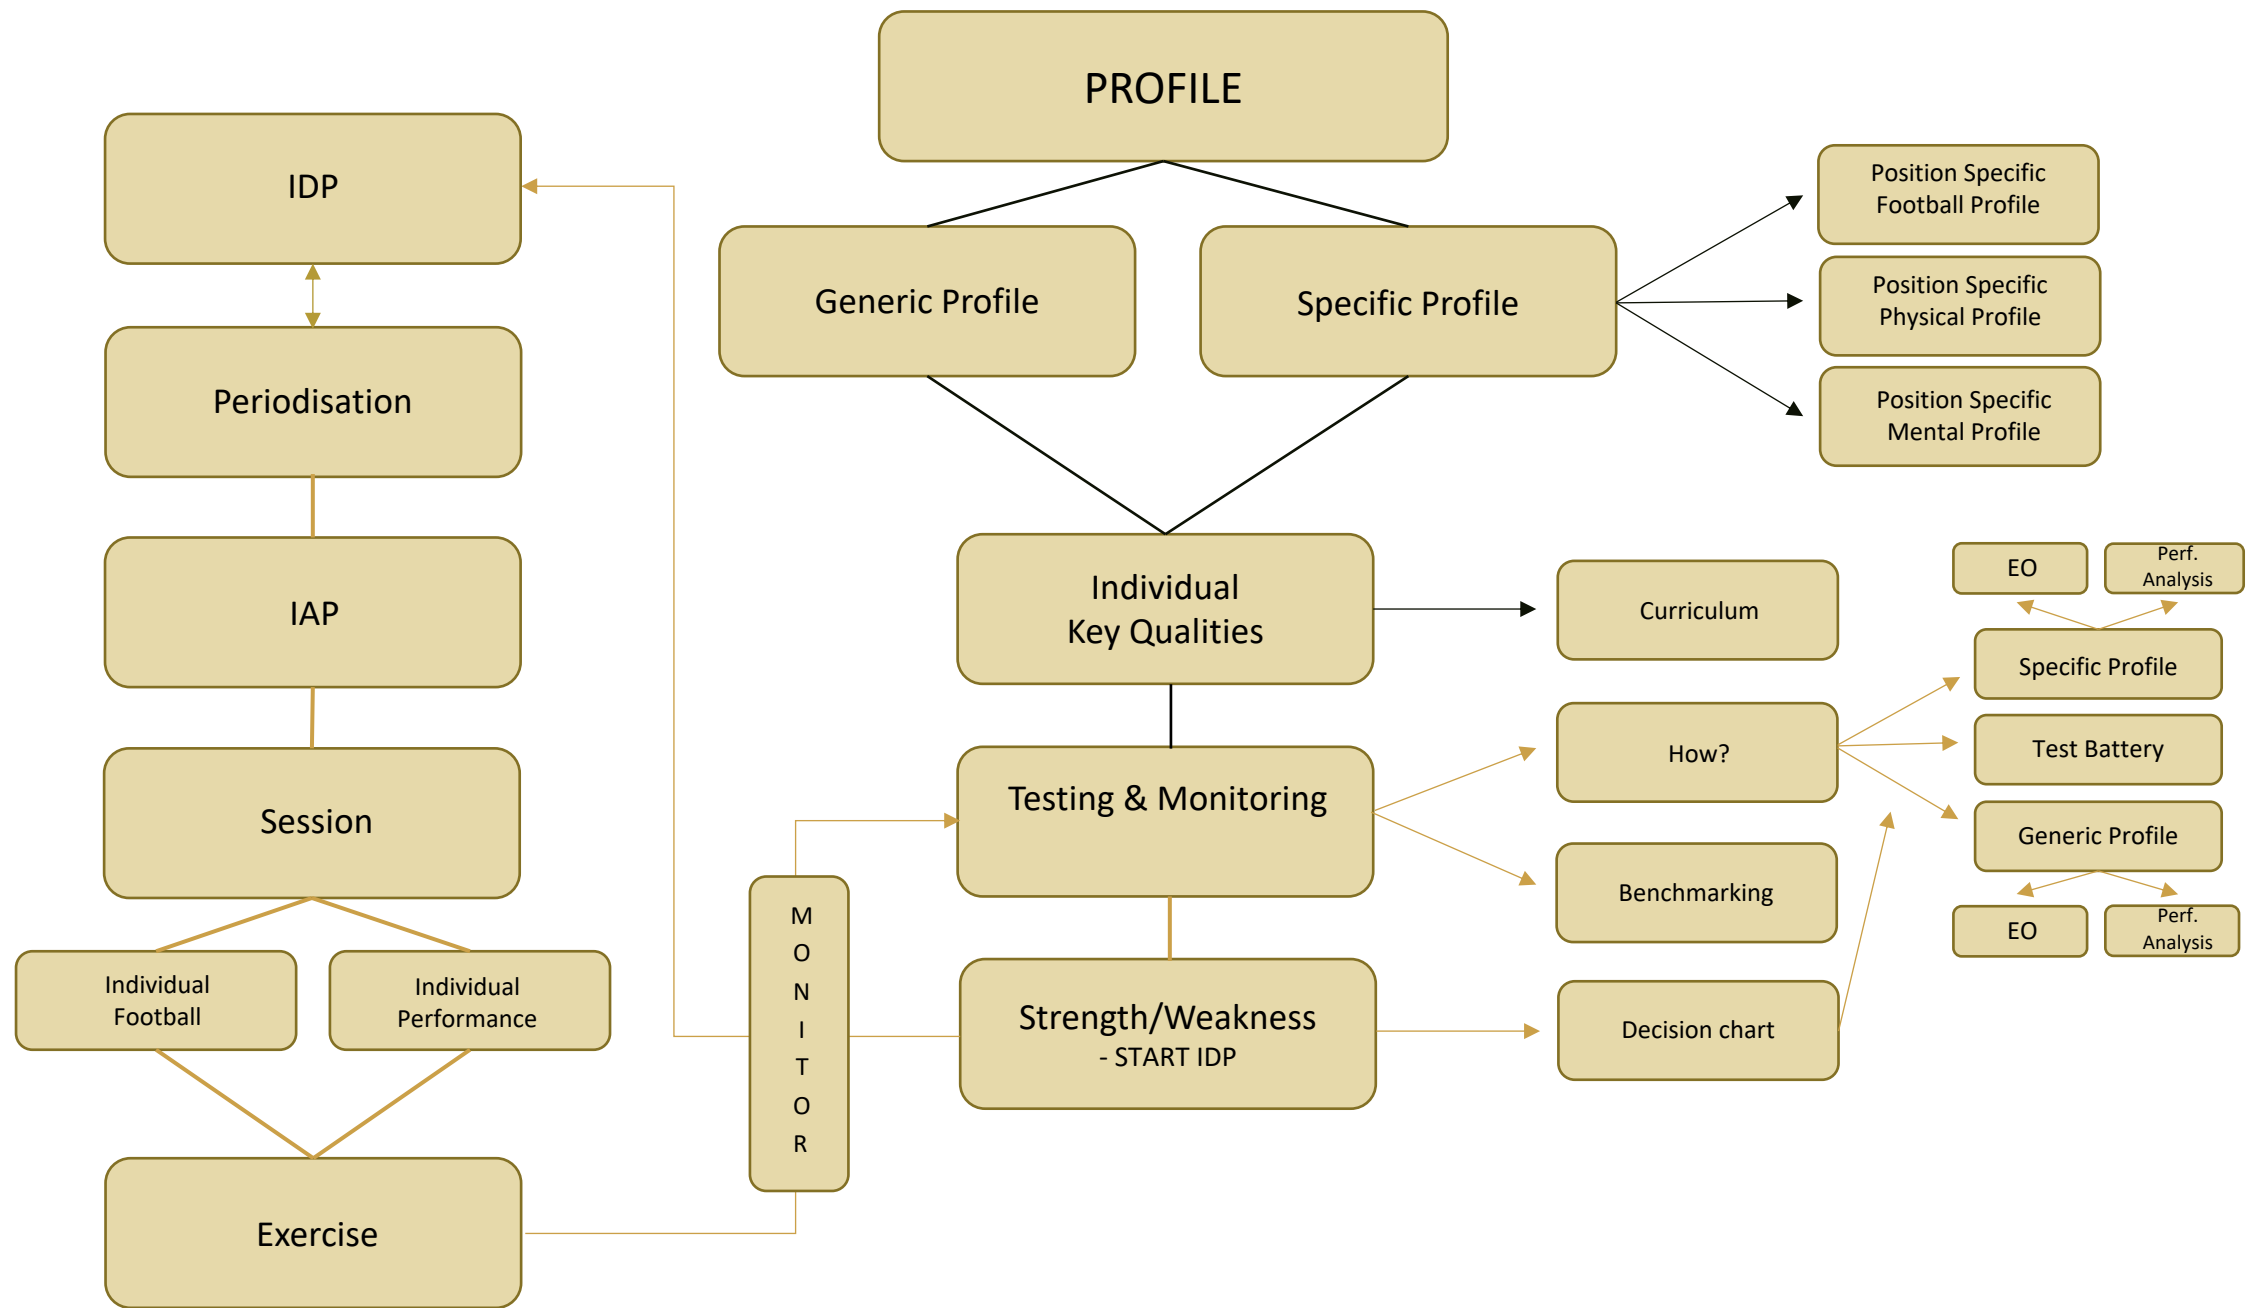 PROFILE
IDP
Position Specific
Football Profile
Generic Profile
Specific Profile
Position Specific
Physical Profile
Periodisation
Position Specific
Mental Profile
Individual
Key Qualities
Curriculum
EO
Perf.
Analysis
IAP
Specific Profile
How?
Test Battery
Testing & Monitoring
Session
Generic Profile
Benchmarking
EO
Perf.
Analysis
M
O
N
I
T
O
R
Individual
Football
Individual
Performance
Strength/Weakness
- START IDP
Decision chart
Exercise